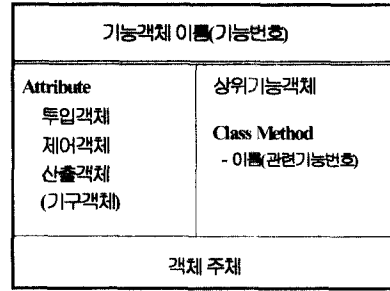 기능객체 이름(기능번호)
Attribute
투입객체
제어객체
산출객체
(기구객체)
상위기능객체
Class Method
- 이름(관련기능번호)
객체 주체